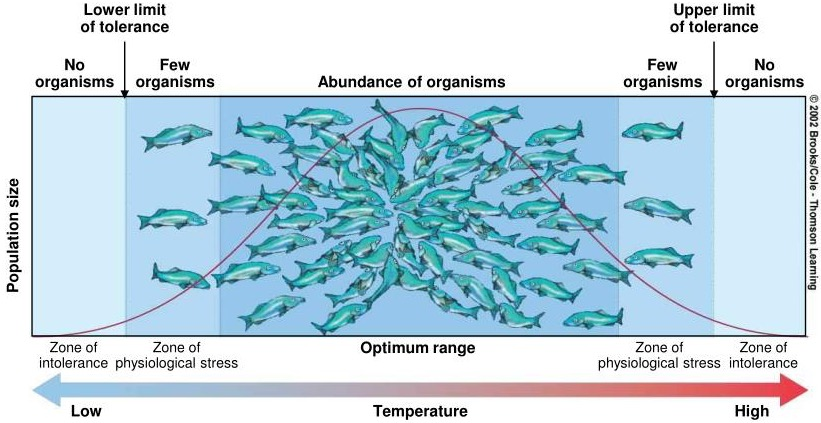 Lower limit
of tolerance
Upper limit
of tolerance
No
organisms
Few
organisms
Abundance of organisms
Few
organisms
No
organisms
Population size
© 2002 Brooks/Cole - Thomson Learning
Zone of
intolerance
Zone of
physiological stress
Optimum range
Zone of
physiological stress
Zone of
intolerance
Low
Temperature
High